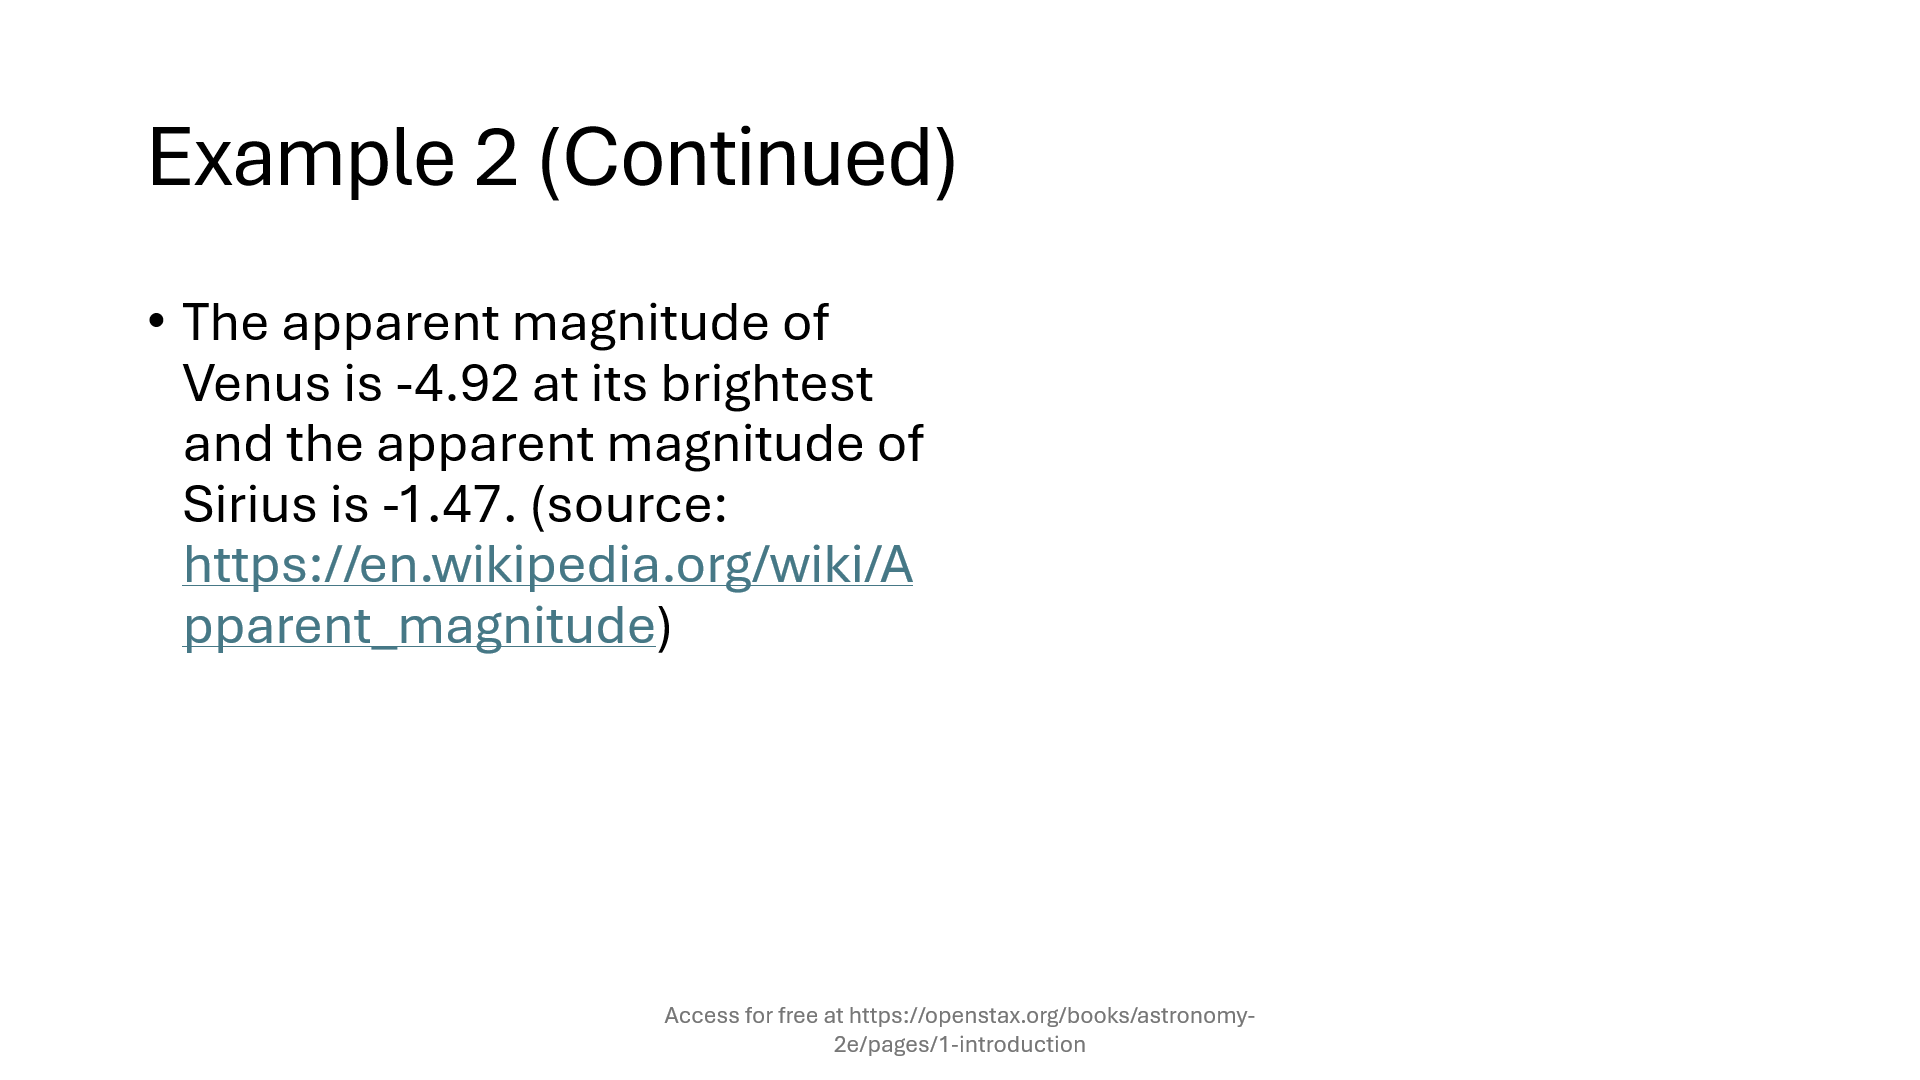 Example 2 (Continued)
• The apparent magnitude of
Venus is -4.92 at its brightest
and the apparent magnitude of
Sirius is -1.47. (source:
https://en.wikipedia.org/wiki/A
pparent_magnitude)
Access for free at https://openstax.org/books/astronomy-
2e/pages/1-introduction